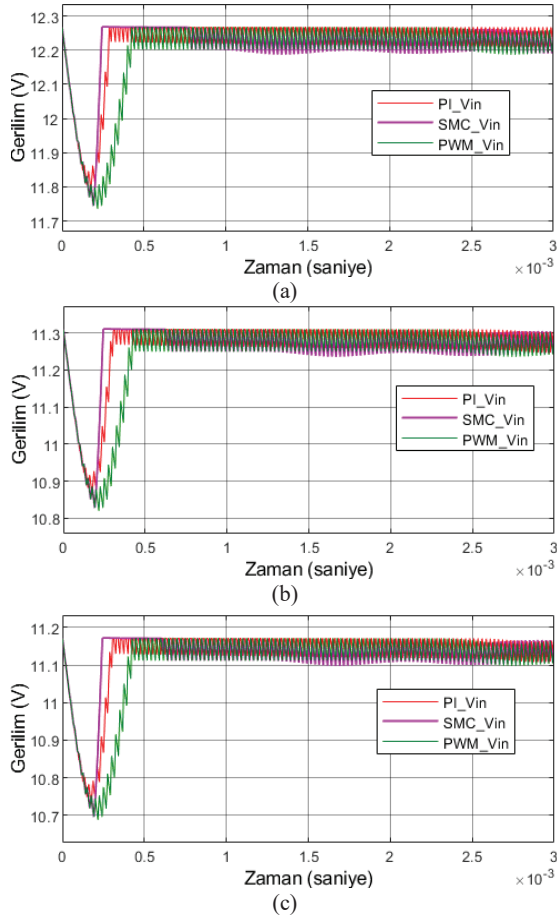 12.3
12.2
12.1
12
11.9
11.8
11.7
Gerilim (V)
PI_Vin
SMC_Vin
PWM_Vin
0 0.5 1 1.5 2 2.5 3
Zaman (saniye)
×10⁻³
(a)
11.3
11.2
11.1
11
10.9
10.8
Gerilim (V)
PI_Vin
SMC_Vin
PWM_Vin
0 0.5 1 1.5 2 2.5 3
Zaman (saniye)
×10⁻³
(b)
11.2
11.1
11
10.9
10.8
10.7
Gerilim (V)
PI_Vin
SMC_Vin
PWM_Vin
0 0.5 1 1.5 2 2.5 3
Zaman (saniye)
×10⁻³
(c)